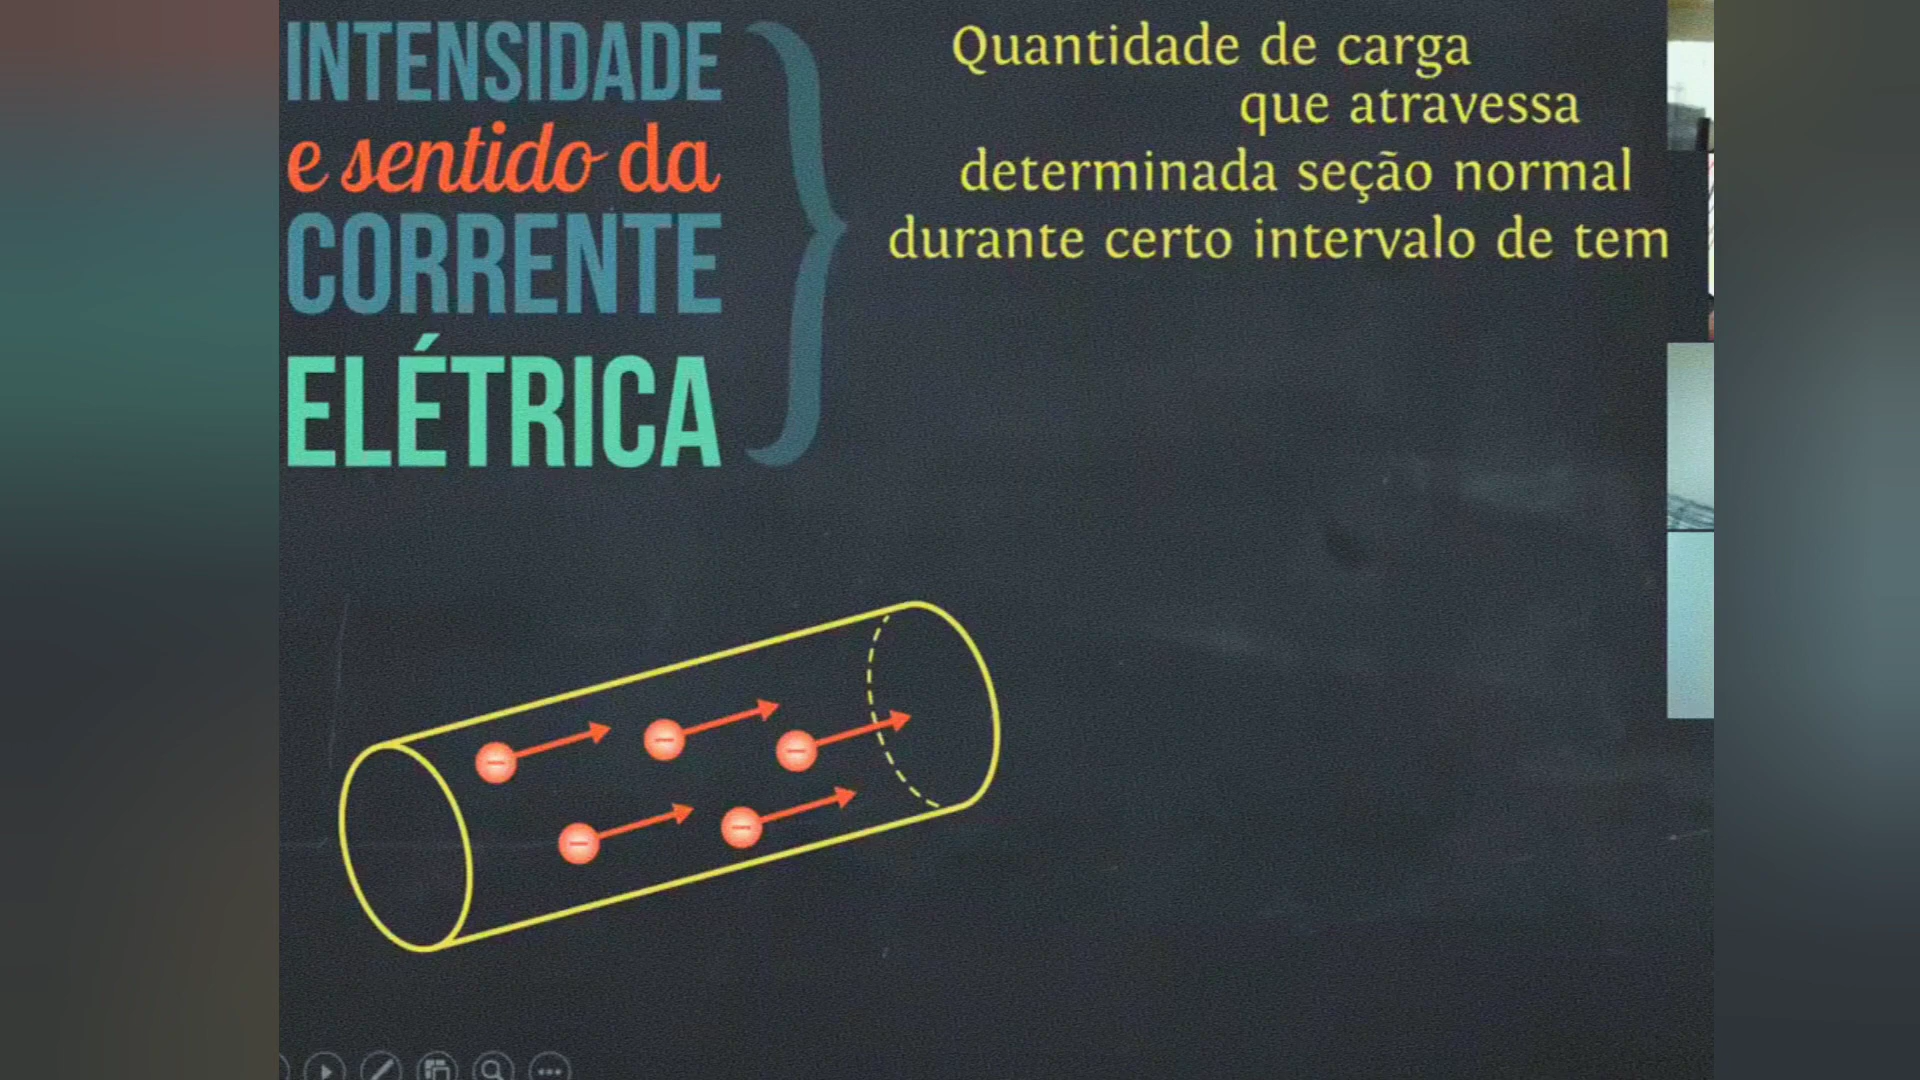 INTENSIDADE
e sentido da
CORRENTE
ELÉTRICA
Quantidade de carga
que atravessa
determinada seção normal
durante certo intervalo de tem